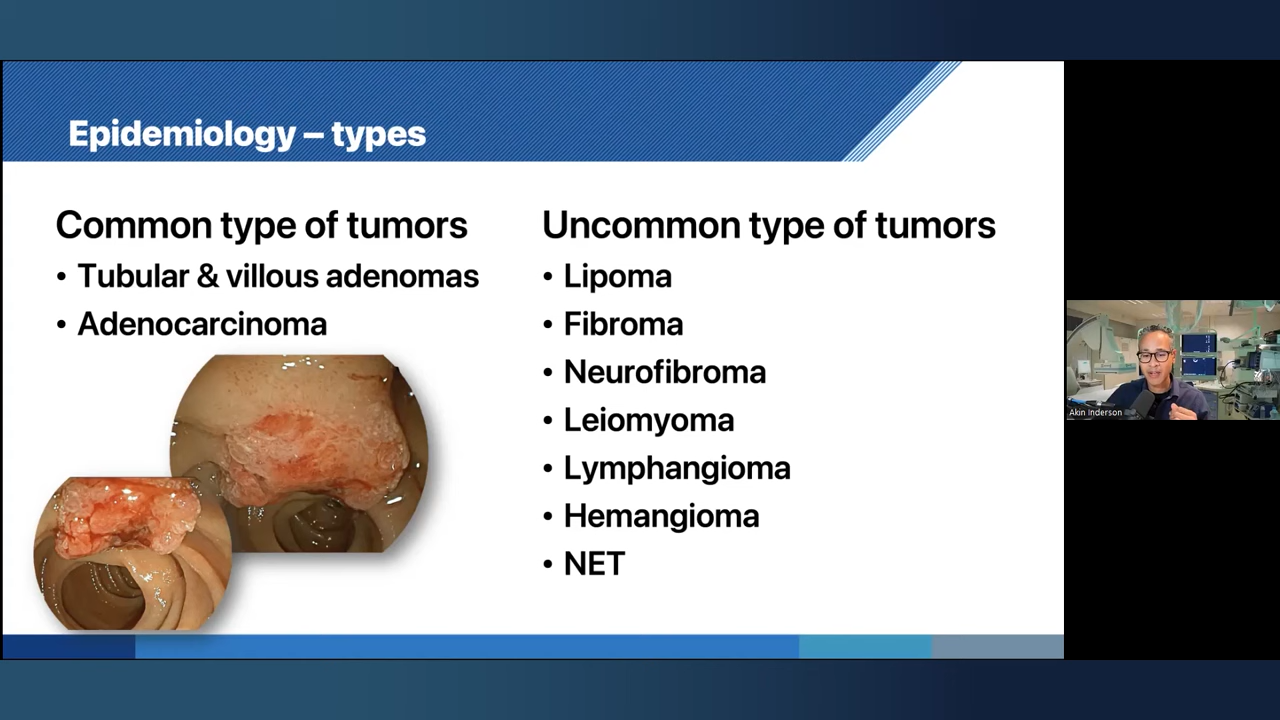 Epidemiology – types
Common type of tumors
• Tubular & villous adenomas
• Adenocarcinoma
Uncommon type of tumors
• Lipoma
• Fibroma
• Neurofibroma
• Leiomyoma
• Lymphangioma
• Hemangioma
• NET
Akin Inderson